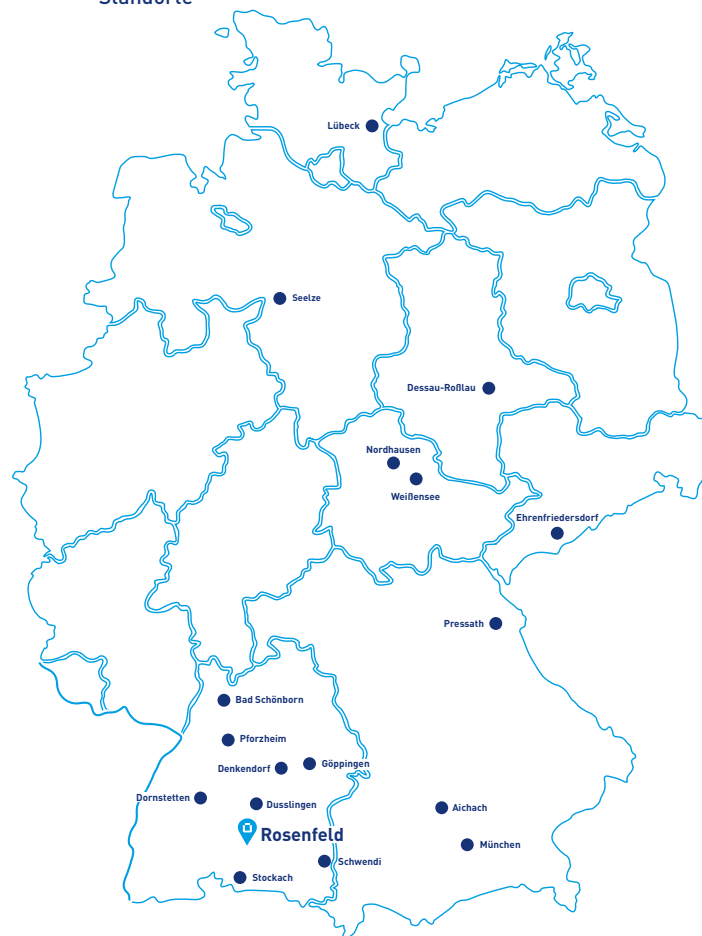 Standorte
Lübeck
Seelze
Dessau-Roßlau
Nordhausen
Weißensee
Ehrenfriedersdorf
Pressath
Bad Schönborn
Pforzheim
Denkendorf
Göppingen
Dornstetten
Dusslingen
Aichach
Rosenfeld
München
Schwendi
Stockach